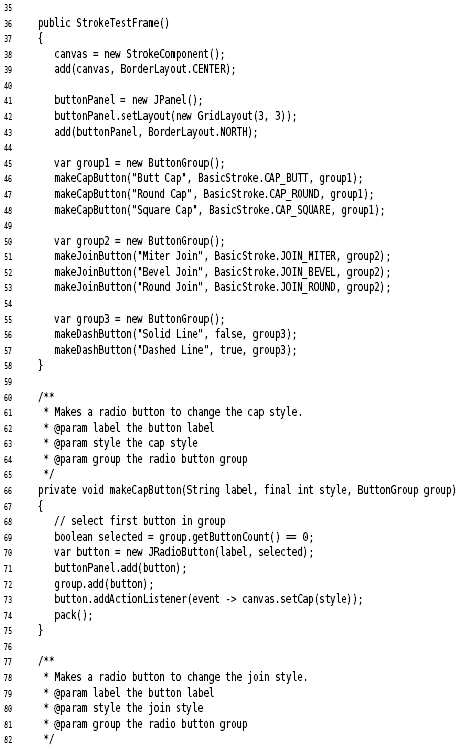 35
36 public StrokeTestFrame()
37 {
38 canvas = new StrokeComponent();
39 add(canvas, BorderLayout.CENTER);
40
41 buttonPanel = new JPanel();
42 buttonPanel.setLayout(new GridLayout(3, 3));
43 add(buttonPanel, BorderLayout.NORTH);
44
45 var group1 = new ButtonGroup();
46 makeCapButton("Butt Cap", BasicStroke.CAP_BUTT, group1);
47 makeCapButton("Round Cap", BasicStroke.CAP_ROUND, group1);
48 makeCapButton("Square Cap", BasicStroke.CAP_SQUARE, group1);
49
50 var group2 = new ButtonGroup();
51 makeJoinButton("Miter Join", BasicStroke.JOIN_MITER, group2);
52 makeJoinButton("Bevel Join", BasicStroke.JOIN_BEVEL, group2);
53 makeJoinButton("Round Join", BasicStroke.JOIN_ROUND, group2);
54
55 var group3 = new ButtonGroup();
56 makeDashButton("Solid Line", false, group3);
57 makeDashButton("Dashed Line", true, group3);
58 }
59
60 /**
61 * Makes a radio button to change the cap style.
62 * @param label the button label
63 * @param style the cap style
64 * @param group the radio button group
65 */
66 private void makeCapButton(String label, final int style, ButtonGroup group)
67 {
68 // select first button in group
69 boolean selected = group.getButtonCount() == 0;
70 var button = new JRadioButton(label, selected);
71 buttonPanel.add(button);
72 group.add(button);
73 button.addActionListener(event -> canvas.setCap(style));
74 pack();
75 }
76
77 /**
78 * Makes a radio button to change the join style.
79 * @param label the button label
80 * @param style the join style
81 * @param group the radio button group
82 */